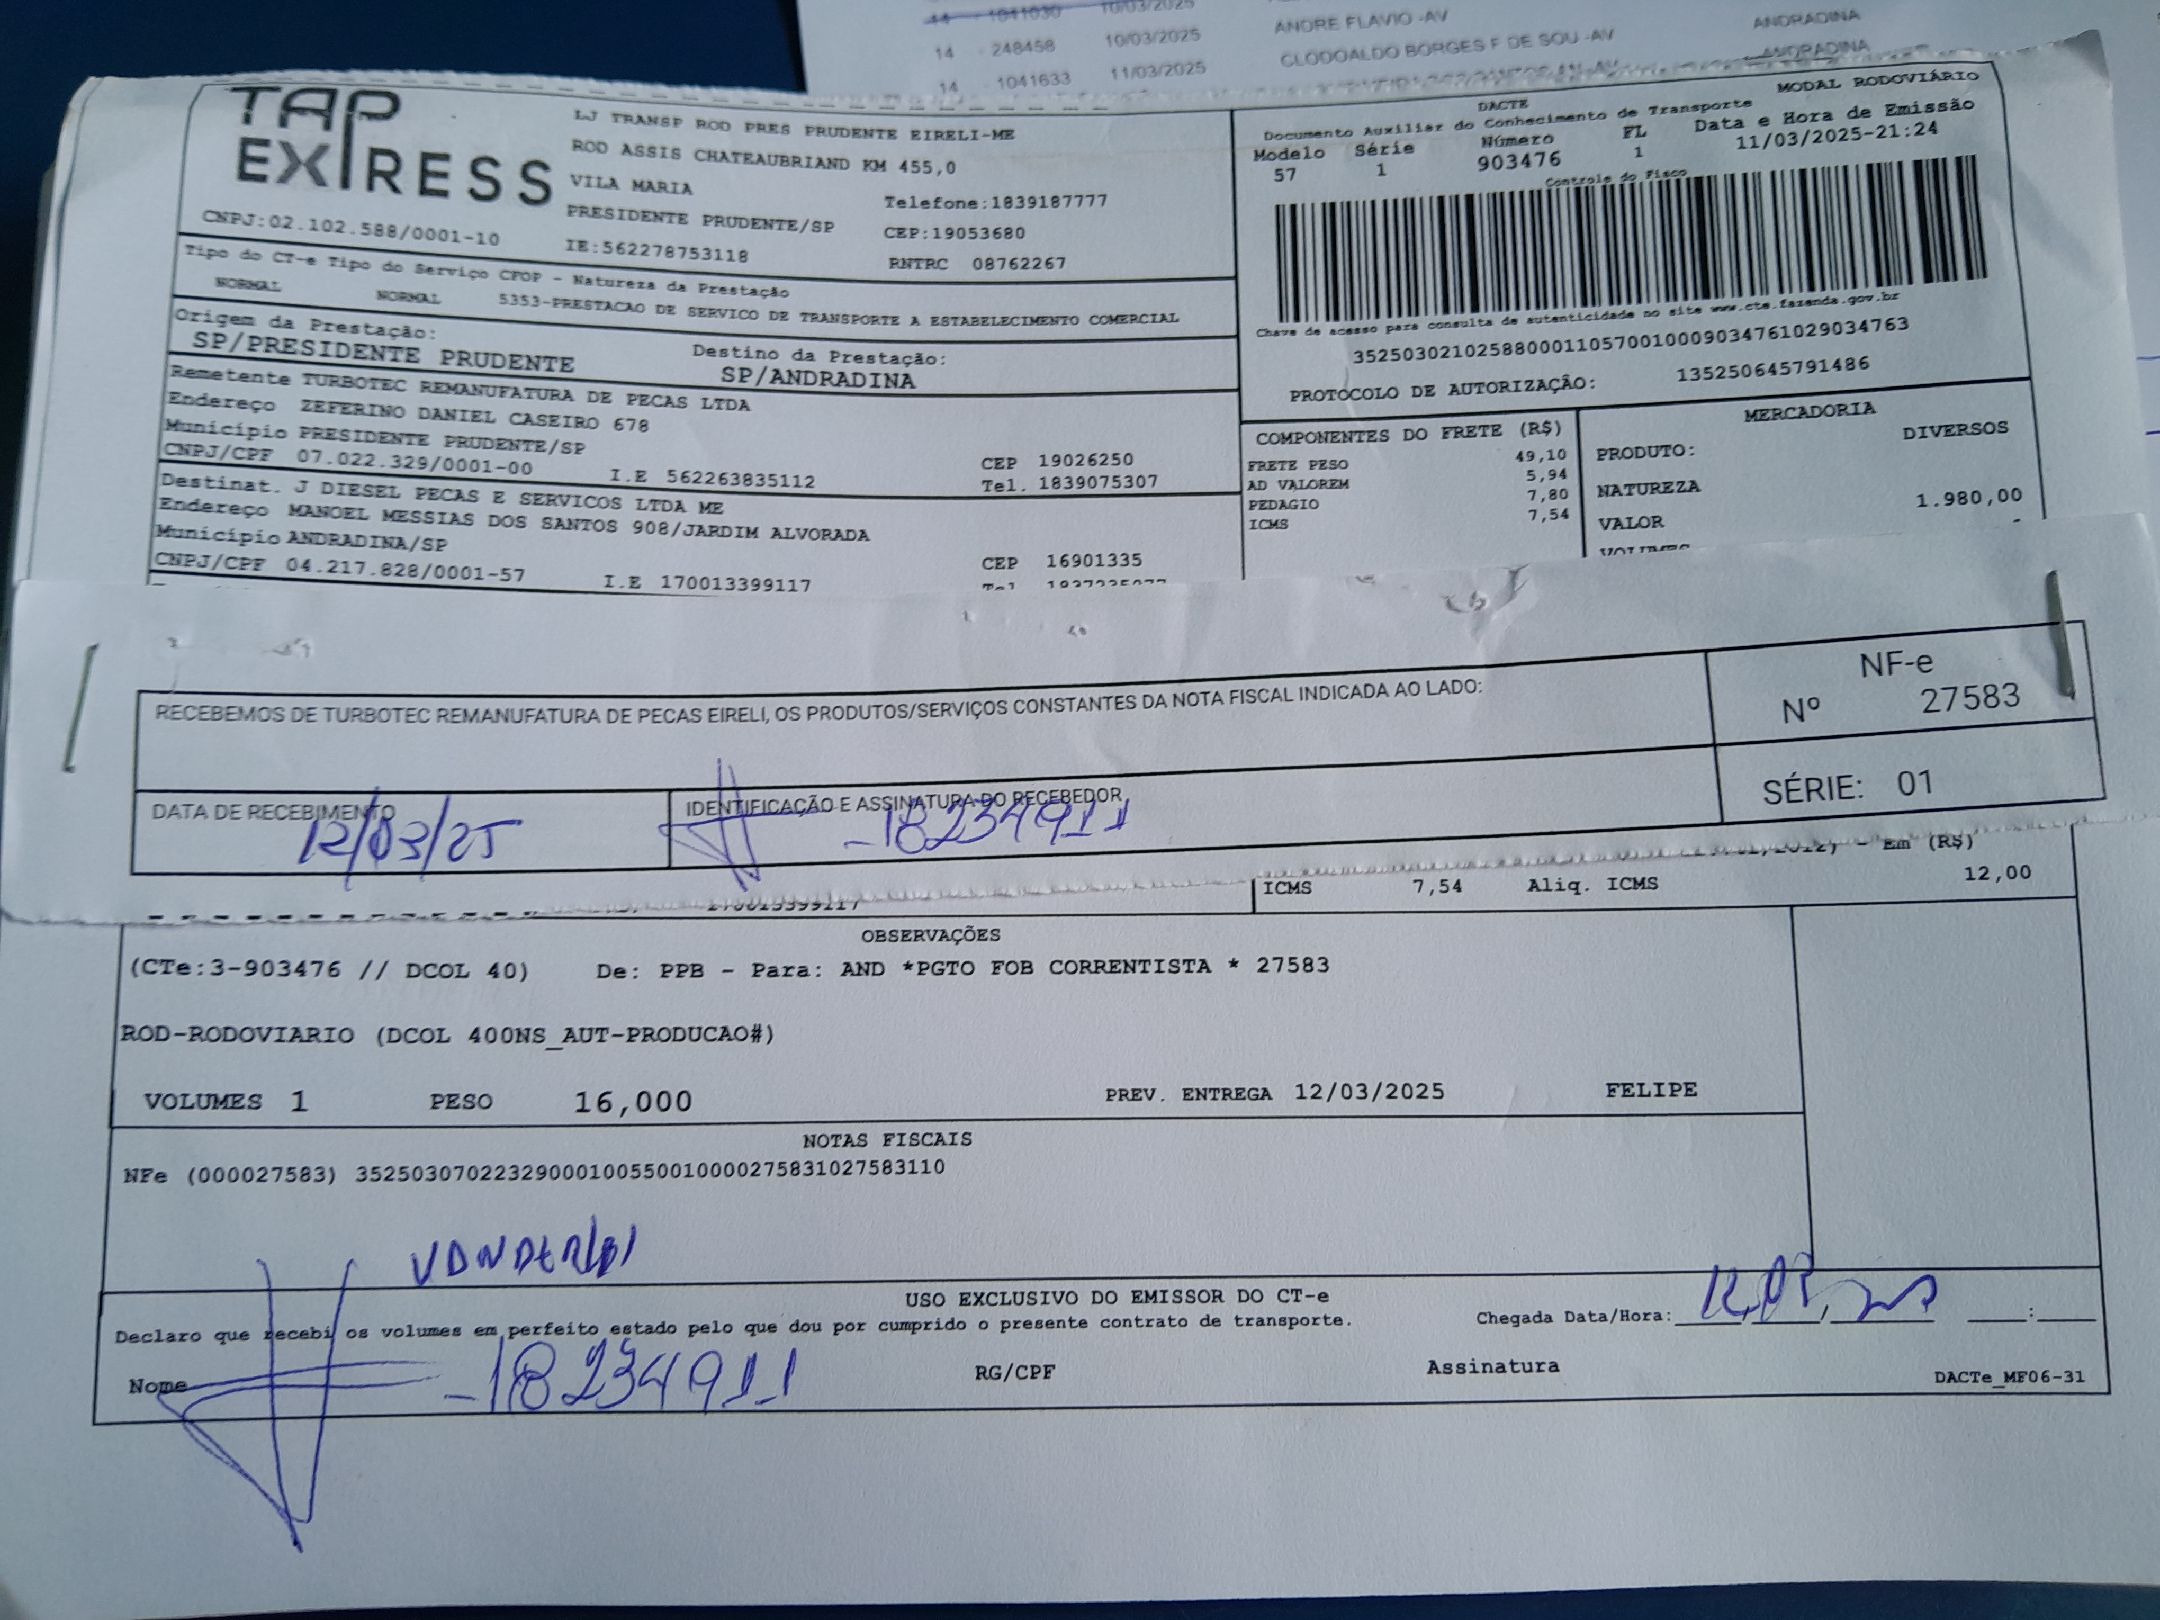 14 - 1041030 10/03/2025
14 - 248458 10/03/2025 ANDRE FLAVIO -AV ANDRADINA
14 - 1041633 11/03/2025 CLODOALDO BORGES F DE SOU -AV ANDRADINA
TAP EXPRESS
LJ TRANSP ROD PRES PRUDENTE EIRELI-ME
ROD ASSIS CHATEAUBRIAND KM 455,0
VILA MARIA
Telefone:1839187777
PRESIDENTE PRUDENTE/SP CEP:19053680
CNPJ:02.102.588/0001-10 IE:562278753118 RNTRC 08762267
DACTE MODAL RODOVIÁRIO
Documento Auxiliar do Conhecimento de Transporte
Modelo Série Número FL Data e Hora de Emissão
57 1 903476 1 11/03/2025-21:24
Controle do Fisco
Chave de acesso para consulta de autenticidade no site www.cte.fazenda.gov.br
35250302102588000110570010009034761029034763
PROTOCOLO DE AUTORIZAÇÃO: 135250645791486
Tipo do CT-e Tipo do Serviço CFOP - Natureza da Prestação
NORMAL NORMAL 5353-PRESTACAO DE SERVICO DE TRANSPORTE A ESTABELECIMENTO COMERCIAL
Origem da Prestação: Destino da Prestação:
SP/PRESIDENTE PRUDENTE SP/ANDRADINA
Remetente TURBOTEC REMANUFATURA DE PECAS LTDA
Endereço ZEFERINO DANIEL CASEIRO 678
Município PRESIDENTE PRUDENTE/SP CEP 19026250
CNPJ/CPF 07.022.329/0001-00 I.E 562263835112 Tel. 1839075307
Destinat. J DIESEL PECAS E SERVICOS LTDA ME
Endereço MANOEL MESSIAS DOS SANTOS 908/JARDIM ALVORADA
Município ANDRADINA/SP CEP 16901335
CNPJ/CPF 04.217.828/0001-57 I.E 170013399117
COMPONENTES DO FRETE (R$)
FRETE PESO 49,10
AD VALOREM 5,94
PEDAGIO 7,80
ICMS 7,54
MERCADORIA
PRODUTO: DIVERSOS
NATUREZA
VALOR 1.980,00
RECEBEMOS DE TURBOTEC REMANUFATURA DE PECAS EIRELI, OS PRODUTOS/SERVIÇOS CONSTANTES DA NOTA FISCAL INDICADA AO LADO:
NF-e
Nº 27583
SÉRIE: 01
DATA DE RECEBIMENTO IDENTIFICAÇÃO E ASSINATURA DO RECEBEDOR
12/03/25 -18234911
Em (R$)
ICMS 7,54 Aliq. ICMS 12,00
OBSERVAÇÕES
(CTe:3-903476 // DCOL 40) De: PPB - Para: AND *PGTO FOB CORRENTISTA * 27583
ROD-RODOVIARIO (DCOL 400NS_AUT-PRODUCAO#)
VOLUMES 1 PESO 16,000 PREV. ENTREGA 12/03/2025 FELIPE
NOTAS FISCAIS
NFe (000027583) 35250307022329000100550010000275831027583110
USO EXCLUSIVO DO EMISSOR DO CT-e
Declaro que recebi os volumes em perfeito estado pelo que dou por cumprido o presente contrato de transporte. Chegada Data/Hora:
Nome -18234911 RG/CPF Assinatura DACTe_MF06-31